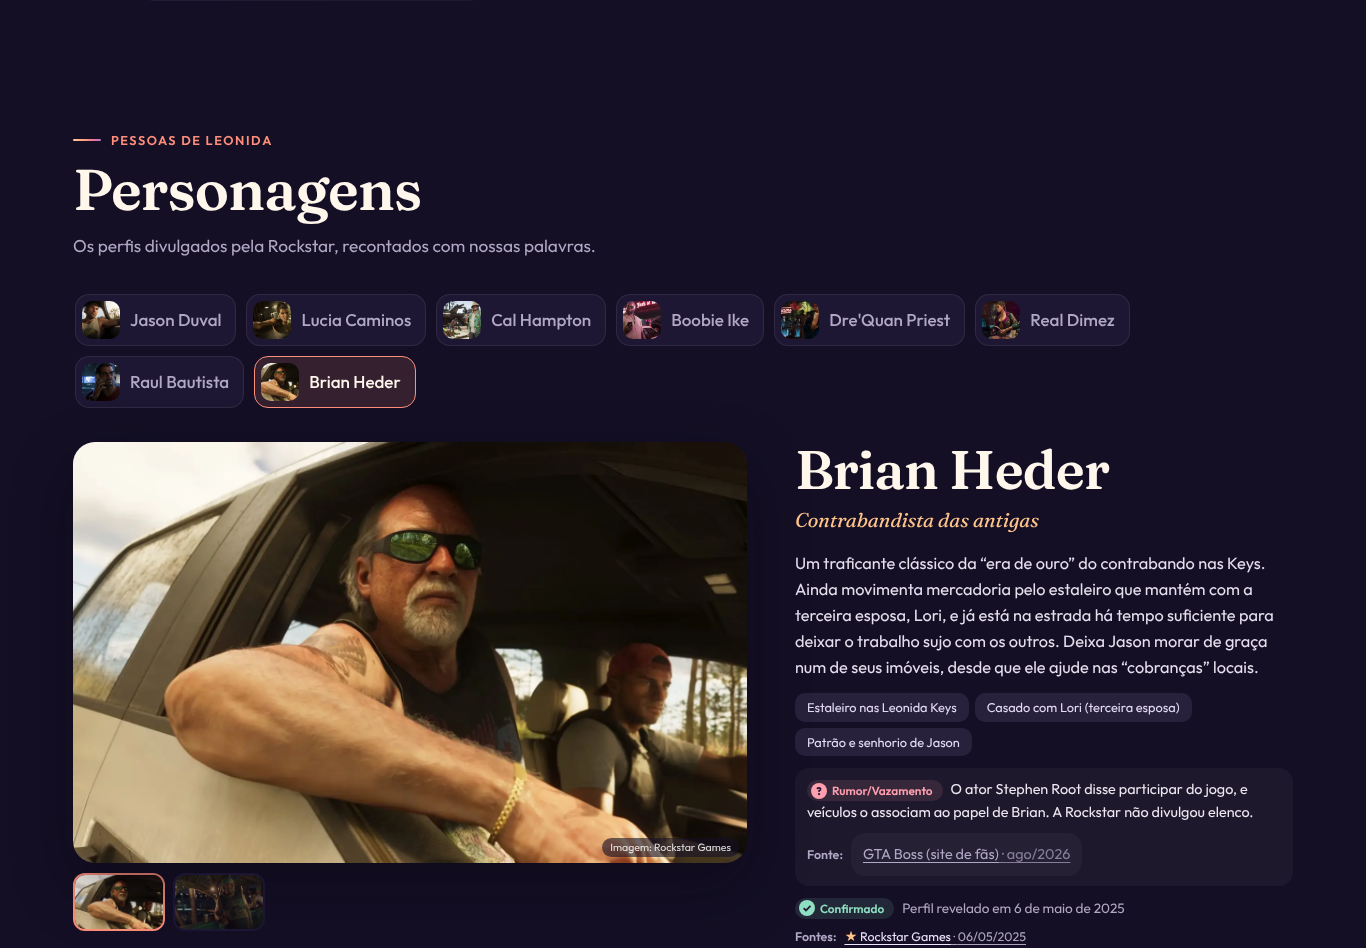 PESSOAS DE LEONIDA
Personagens
Os perfis divulgados pela Rockstar, recontados com nossas palavras.
Jason Duval
Lucia Caminos
Cal Hampton
Boobie Ike
Dre'Quan Priest
Real Dimez
Raul Bautista
Brian Heder
Imagem: Rockstar Games
Brian Heder
Contrabandista das antigas
Um traficante clássico da “era de ouro” do contrabando nas Keys.
Ainda movimenta mercadoria pelo estaleiro que mantém com a
terceira esposa, Lori, e já está na estrada há tempo suficiente para
deixar o trabalho sujo com os outros. Deixa Jason morar de graça
num de seus imóveis, desde que ele ajude nas “cobranças” locais.
Estaleiro nas Leonida Keys
Casado com Lori (terceira esposa)
Patrão e senhorio de Jason
? Rumor/Vazamento O ator Stephen Root disse participar do jogo, e
veículos o associam ao papel de Brian. A Rockstar não divulgou elenco.
Fonte: GTA Boss (site de fãs) · ago/2026
Confirmado Perfil revelado em 6 de maio de 2025
Fontes: ★ Rockstar Games · 06/05/2025